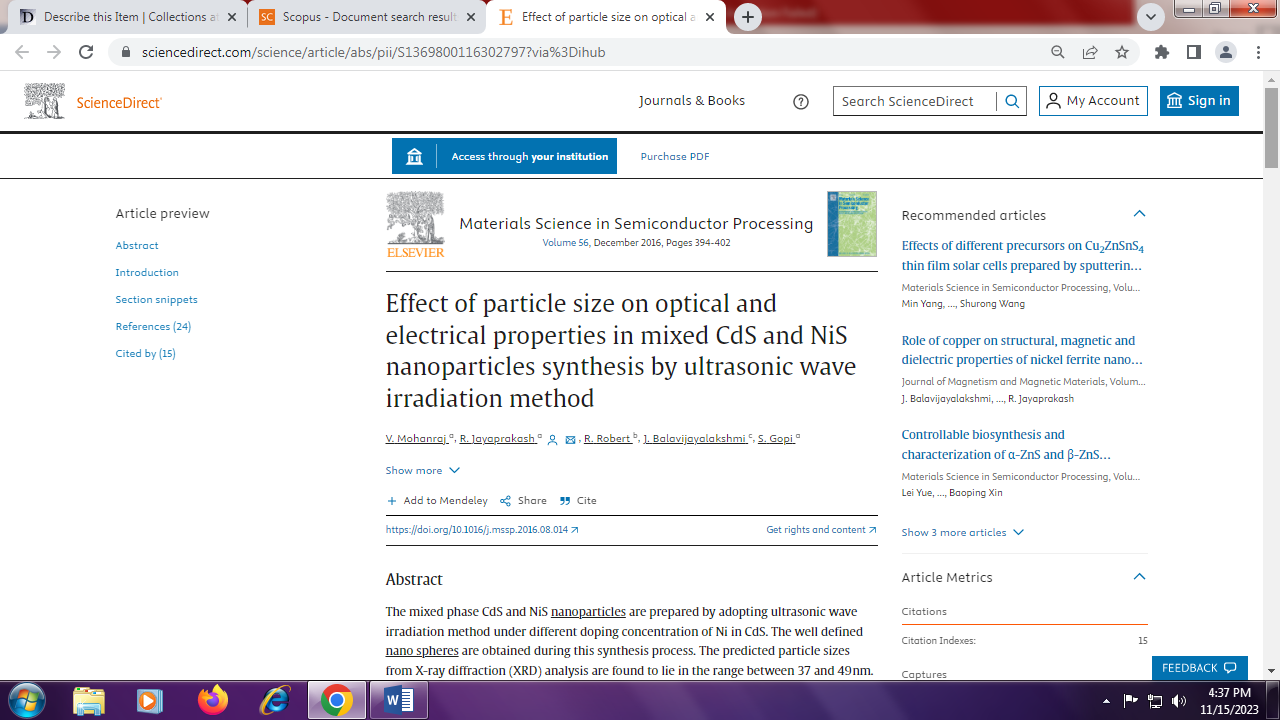 Describe this Item | Collections at
SC Scopus - Document search result
Effect of particle size on optical a
sciencedirect.com/science/article/abs/pii/S1369800116302797?via%3Dihub
ScienceDirect
Journals & Books
Search ScienceDirect
My Account
Sign in
Access through your institution
Purchase PDF
Article preview
Abstract
Introduction
Section snippets
References (24)
Cited by (15)
ELSEVIER
Materials Science in Semiconductor Processing
Volume 56, December 2016, Pages 394-402
Effect of particle size on optical and
electrical properties in mixed CdS and NiS
nanoparticles synthesis by ultrasonic wave
irradiation method
V. Mohanraj a, R. Jayaprakash a, R. Robert b, J. Balavijayalakshmi c, S. Gopi a
Show more
Add to Mendeley Share Cite
https://doi.org/10.1016/j.mssp.2016.08.014 Get rights and content
Abstract
The mixed phase CdS and NiS nanoparticles are prepared by adopting ultrasonic wave
irradiation method under different doping concentration of Ni in CdS. The well defined
nano spheres are obtained during this synthesis process. The predicted particle sizes
from X-ray diffraction (XRD) analysis are found to lie in the range between 37 and 49 nm.
Recommended articles
Effects of different precursors on Cu2ZnSnS4
thin film solar cells prepared by sputterin…
Materials Science in Semiconductor Processing, Volu…
Min Yang, …, Shurong Wang
Role of copper on structural, magnetic and
dielectric properties of nickel ferrite nano…
Journal of Magnetism and Magnetic Materials, Volum…
J. Balavijayalakshmi, …, R. Jayaprakash
Controllable biosynthesis and
characterization of α-ZnS and β-ZnS…
Materials Science in Semiconductor Processing, Volu…
Lei Yue, …, Baoping Xin
Show 3 more articles
Article Metrics
Citations
Citation Indexes: 15
Captures
FEEDBACK
4:37 PM
11/15/2023